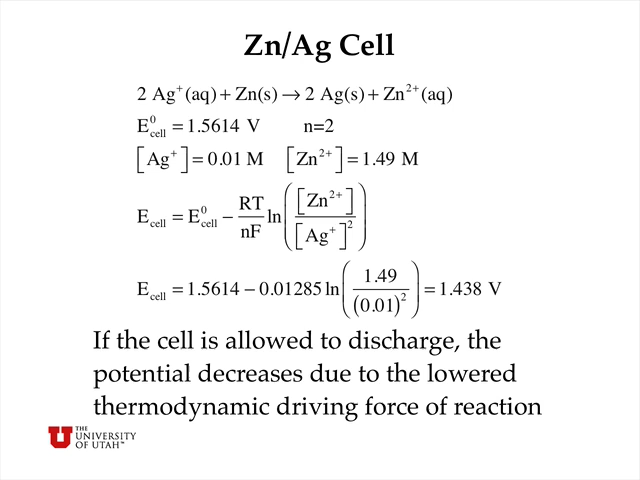 Zn/Ag Cell
2 Ag⁺(aq) + Zn(s) → 2 Ag(s) + Zn²⁺(aq)
E⁰cell = 1.5614 V n=2
[Ag⁺] = 0.01 M [Zn²⁺] = 1.49 M
Ecell = E⁰cell − RT/nF ln([Zn²⁺]/[Ag⁺]²)
Ecell = 1.5614 − 0.01285 ln(1.49/(0.01)²) = 1.438 V
If the cell is allowed to discharge, the
potential decreases due to the lowered
thermodynamic driving force of reaction
U THE
UNIVERSITY
OF UTAH™